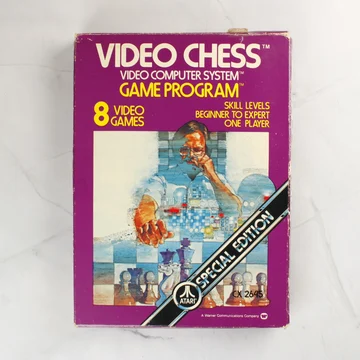 VIDEO CHESS™
VIDEO COMPUTER SYSTEM™
GAME PROGRAM™
8 VIDEO GAMES
SKILL LEVELS
BEGINNER TO EXPERT
ONE PLAYER
SPECIAL EDITION
ATARI
CX 2645
A Warner Communications Company